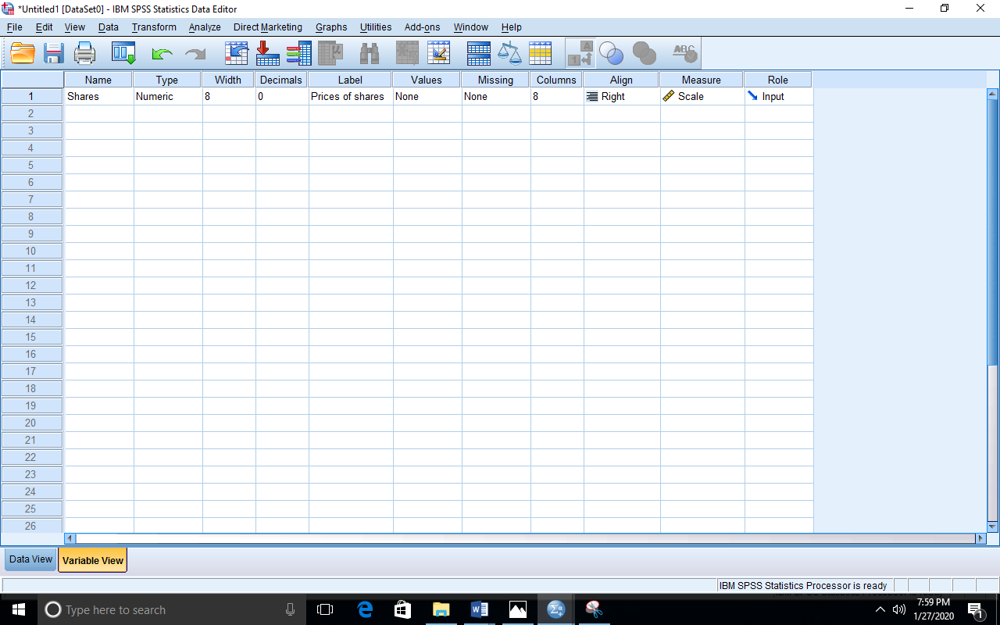 *Untitled1 [DataSet0] - IBM SPSS Statistics Data Editor
File Edit View Data Transform Analyze Direct Marketing Graphs Utilities Add-ons Window Help
A
1
ABC
Name Type Width Decimals Label Values Missing Columns Align Measure Role
1 Shares Numeric 8 0 Prices of shares None None 8 Right Scale Input
2
3
4
5
6
7
8
9
10
11
12
13
14
15
16
17
18
19
20
21
22
23
24
25
26
Data View Variable View
IBM SPSS Statistics Processor is ready
Type here to search
7:59 PM
1/27/2020
1